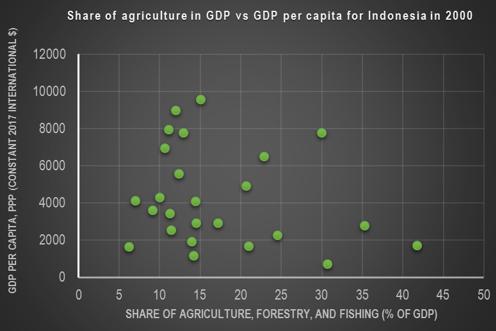 Share of agriculture in GDP vs GDP per capita for Indonesia in 2000
GDP PER CAPITA, PPP (CONSTANT 2017 INTERNATIONAL $)
12000
10000
8000
6000
4000
2000
0
0 5 10 15 20 25 30 35 40 45 50
SHARE OF AGRICULTURE, FORESTRY, AND FISHING (% OF GDP)